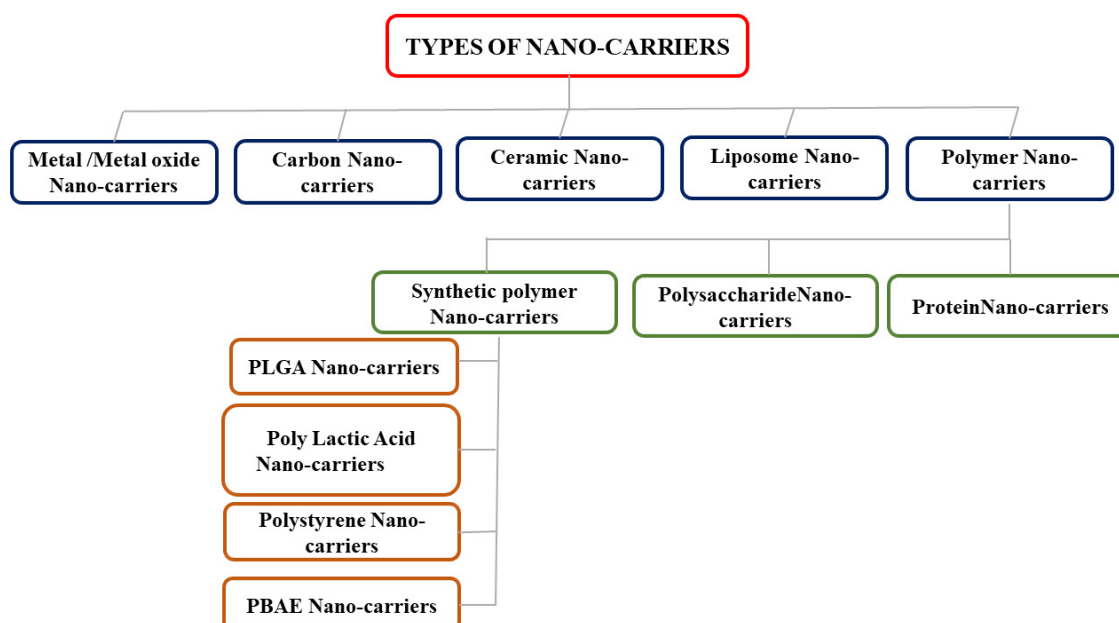 TYPES OF NANO-CARRIERS
Metal /Metal oxide
Nano-carriers
Carbon Nano-
carriers
Ceramic Nano-
carriers
Liposome Nano-
carriers
Polymer Nano-
carriers
Synthetic polymer
Nano-carriers
PolysaccharideNano-
carriers
ProteinNano-carriers
PLGA Nano-carriers
Poly Lactic Acid
Nano-carriers
Polystyrene Nano-
carriers
PBAE Nano-carriers